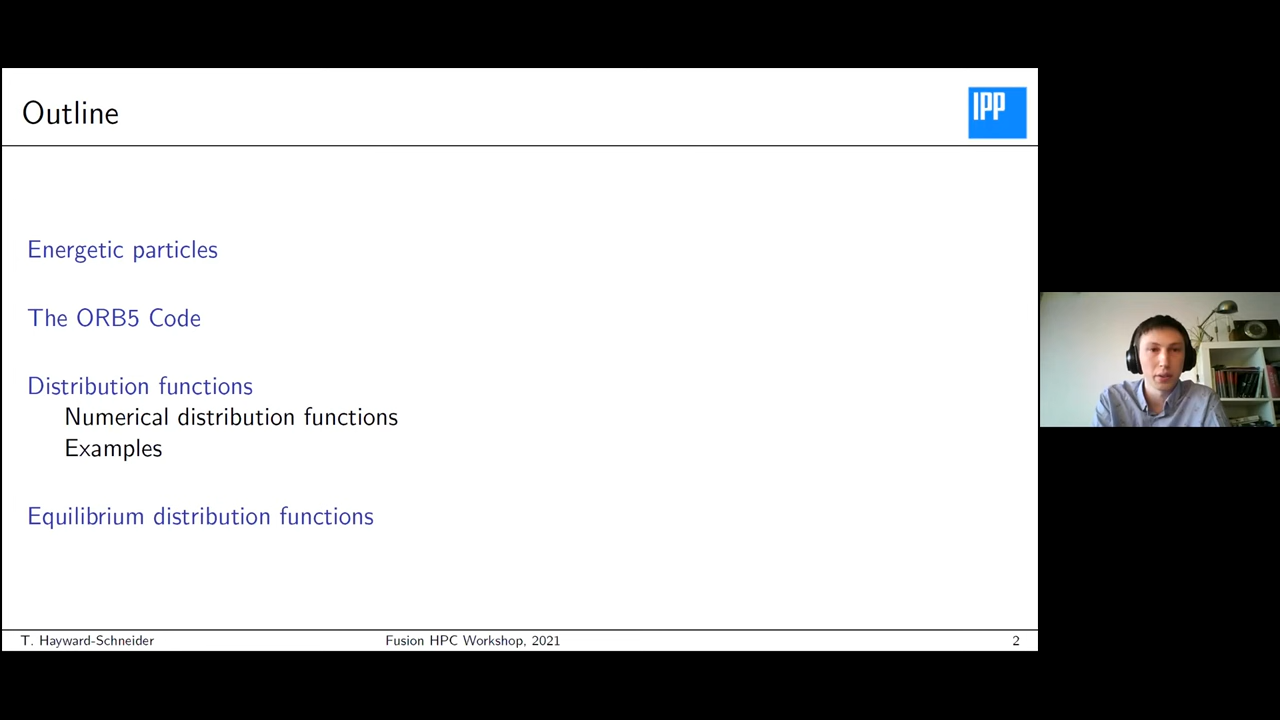 Outline
IPP
Energetic particles
The ORB5 Code
Distribution functions
Numerical distribution functions
Examples
Equilibrium distribution functions
T. Hayward-Schneider
Fusion HPC Workshop, 2021
2